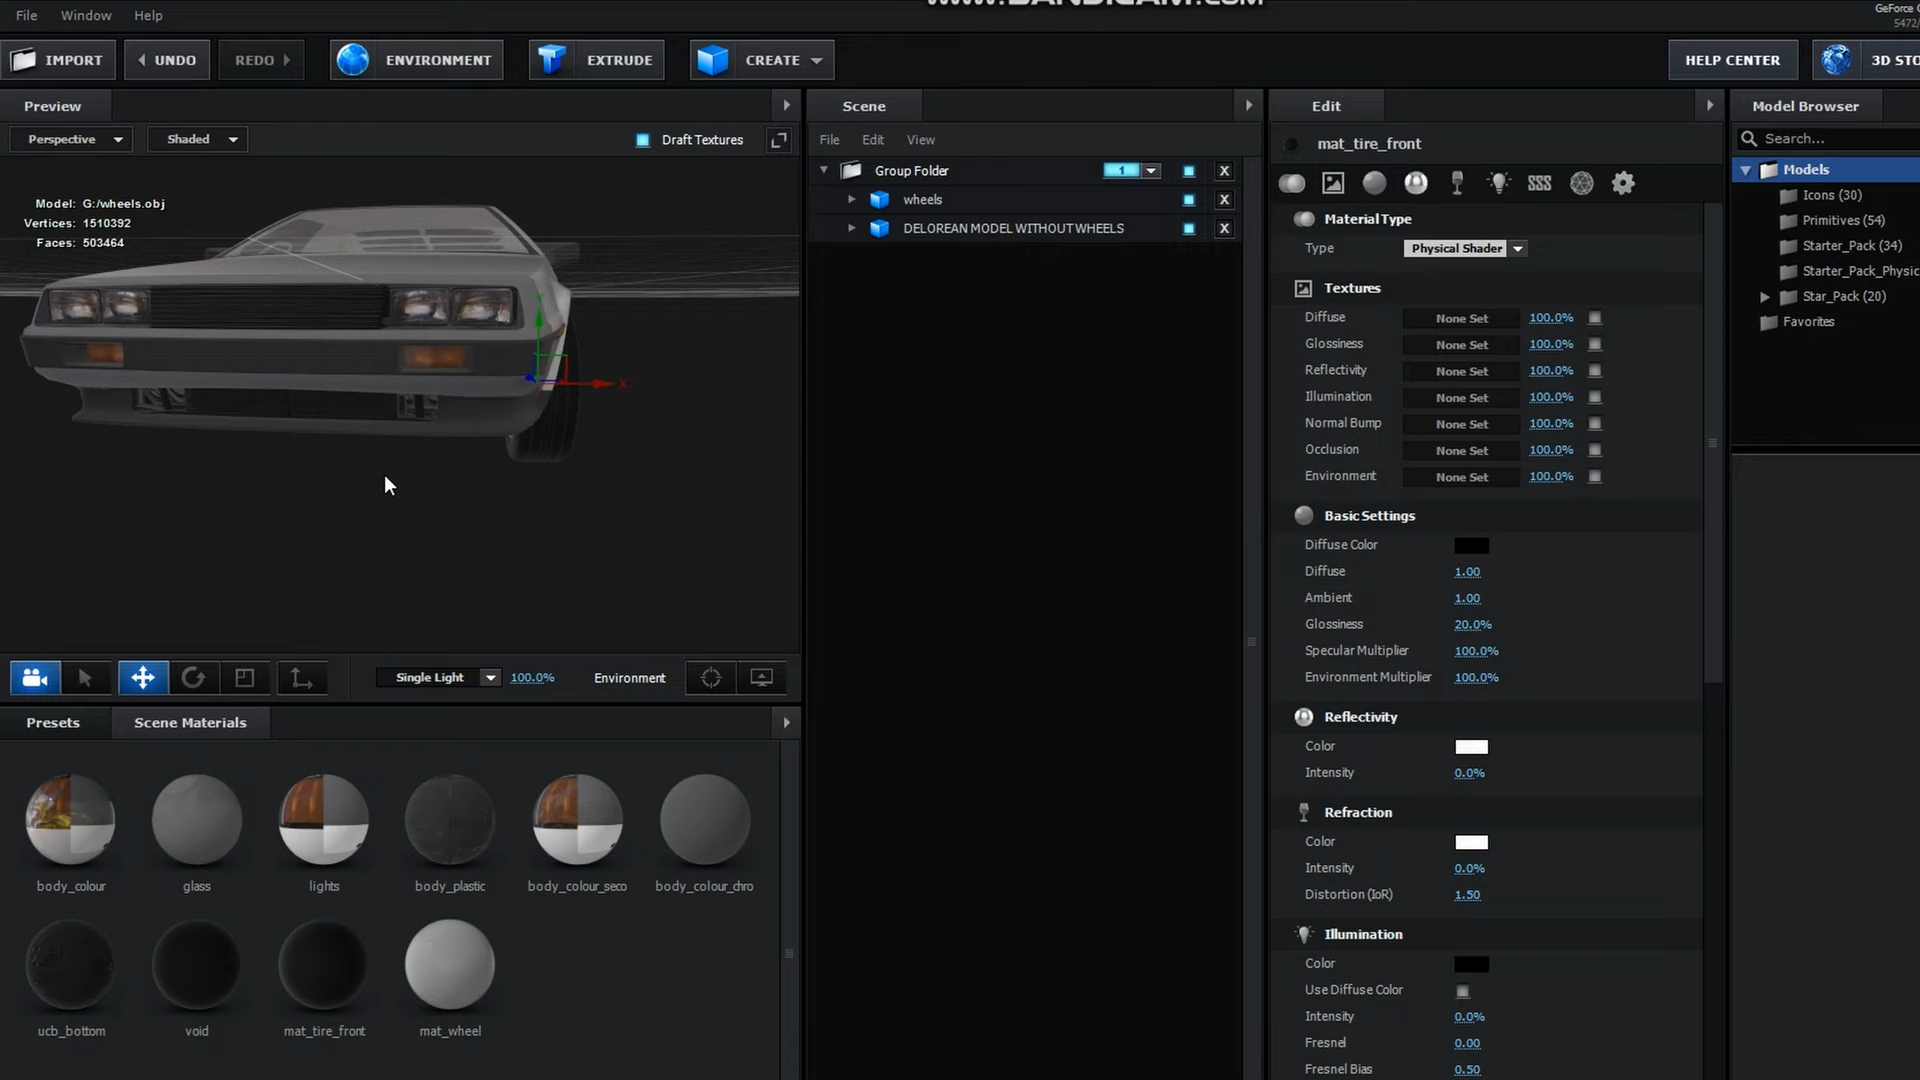 www.BANDICAM.com
File Window Help
GeForce
5472/
IMPORT
UNDO
REDO
ENVIRONMENT
EXTRUDE
CREATE
HELP CENTER
3D STO
Preview
Scene
Edit
Model Browser
Perspective
Shaded
Draft Textures
File Edit View
mat_tire_front
Search...
Model: G:/wheels.obj
Vertices: 1510392
Faces: 503464
X
Group Folder
1
X
wheels
X
DELOREAN MODEL WITHOUT WHEELS
X
Material Type
Type Physical Shader
Textures
Diffuse None Set 100.0%
Glossiness None Set 100.0%
Reflectivity None Set 100.0%
Illumination None Set 100.0%
Normal Bump None Set 100.0%
Occlusion None Set 100.0%
Environment None Set 100.0%
Basic Settings
Diffuse Color
Diffuse 1.00
Ambient 1.00
Glossiness 20.0%
Specular Multiplier 100.0%
Environment Multiplier 100.0%
Reflectivity
Color
Intensity 0.0%
Refraction
Color
Intensity 0.0%
Distortion (IoR) 1.50
Illumination
Color
Use Diffuse Color
Intensity 0.0%
Fresnel 0.00
Fresnel Bias 0.50
Models
Icons (30)
Primitives (54)
Starter_Pack (34)
Starter_Pack_Physic
Star_Pack (20)
Favorites
Single Light 100.0% Environment
Presets
Scene Materials
body_colour
glass
lights
body_plastic
body_colour_seco
body_colour_chro
ucb_bottom
void
mat_tire_front
mat_wheel